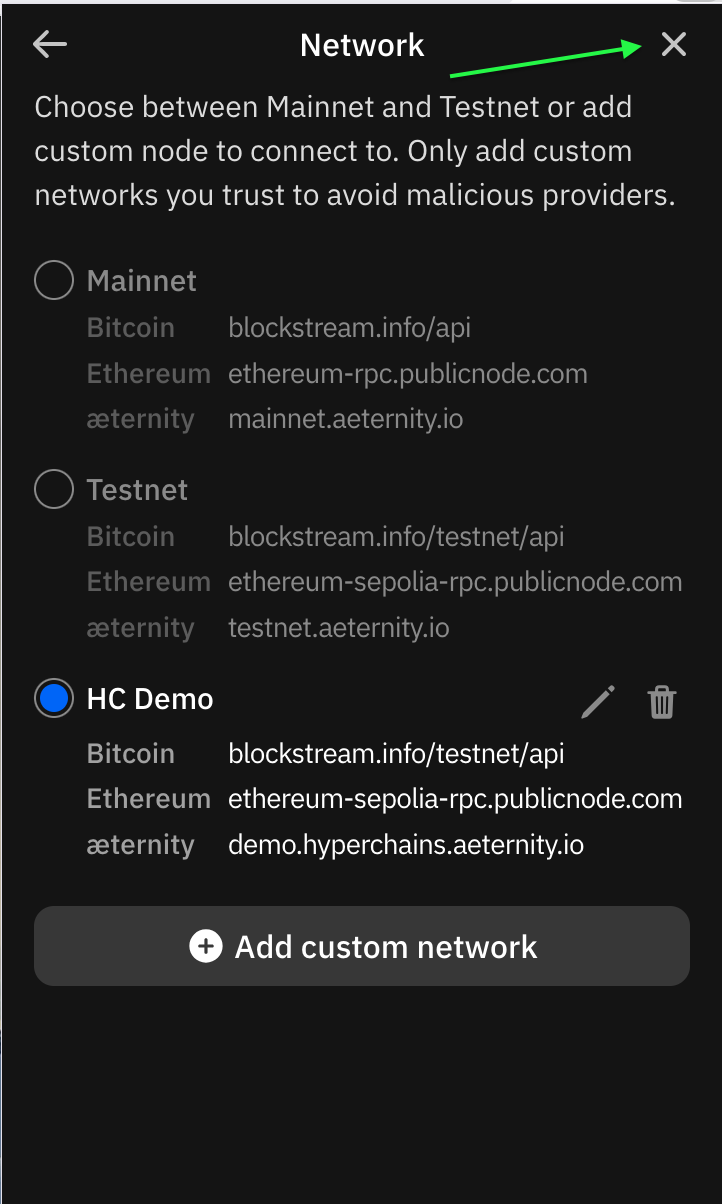 Network
Choose between Mainnet and Testnet or add
custom node to connect to. Only add custom
networks you trust to avoid malicious providers.
Mainnet
Bitcoin blockstream.info/api
Ethereum ethereum-rpc.publicnode.com
æternity mainnet.aeternity.io
Testnet
Bitcoin blockstream.info/testnet/api
Ethereum ethereum-sepolia-rpc.publicnode.com
æternity testnet.aeternity.io
HC Demo
Bitcoin blockstream.info/testnet/api
Ethereum ethereum-sepolia-rpc.publicnode.com
æternity demo.hyperchains.aeternity.io
Add custom network